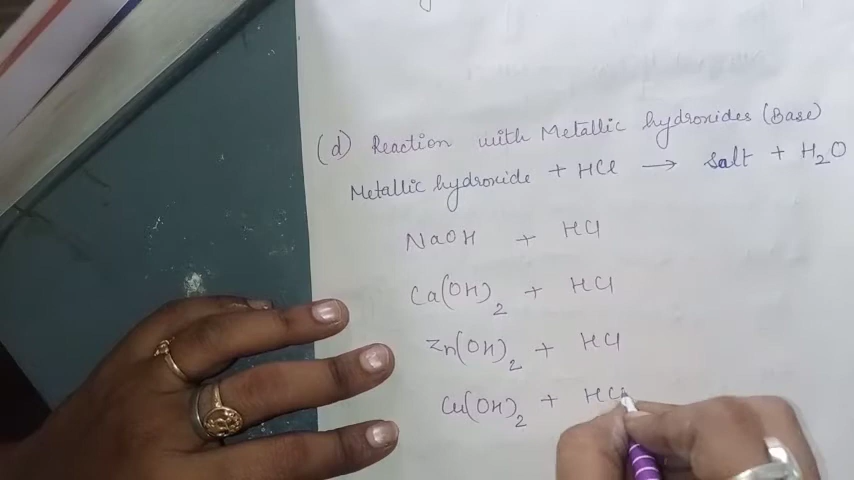 (d) Reaction with Metallic hydroxides (Base)
Metallic hydroxide + HCl → salt + H₂O
NaOH + HCl
Ca(OH)₂ + HCl
Zn(OH)₂ + HCl
Cu(OH)₂ + HCl